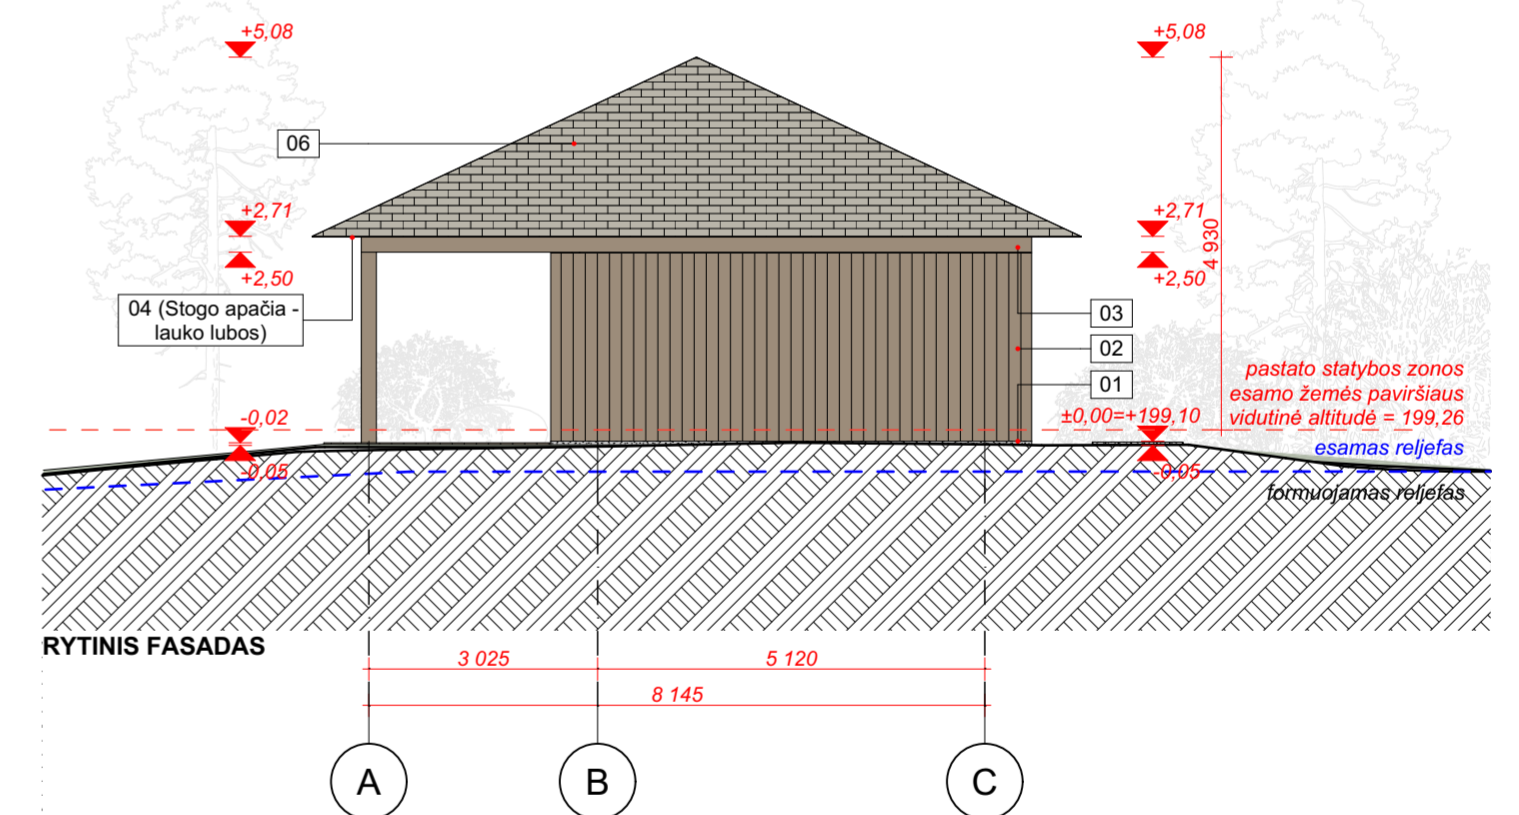 +5,08
+5,08
06
+2,71
+2,71
4 930
+2,50
+2,50
04 (Stogo apačia -
lauko lubos)
03
02
01
pastato statybos zonos
esamo žemės paviršiaus
vidutinė altitudė = 199,26
-0,02
±0,00=+199,10
esamas reljefas
-0,05
-0,05
formuojamas reljefas
RYTINIS FASADAS
3 025
5 120
8 145
A
B
C